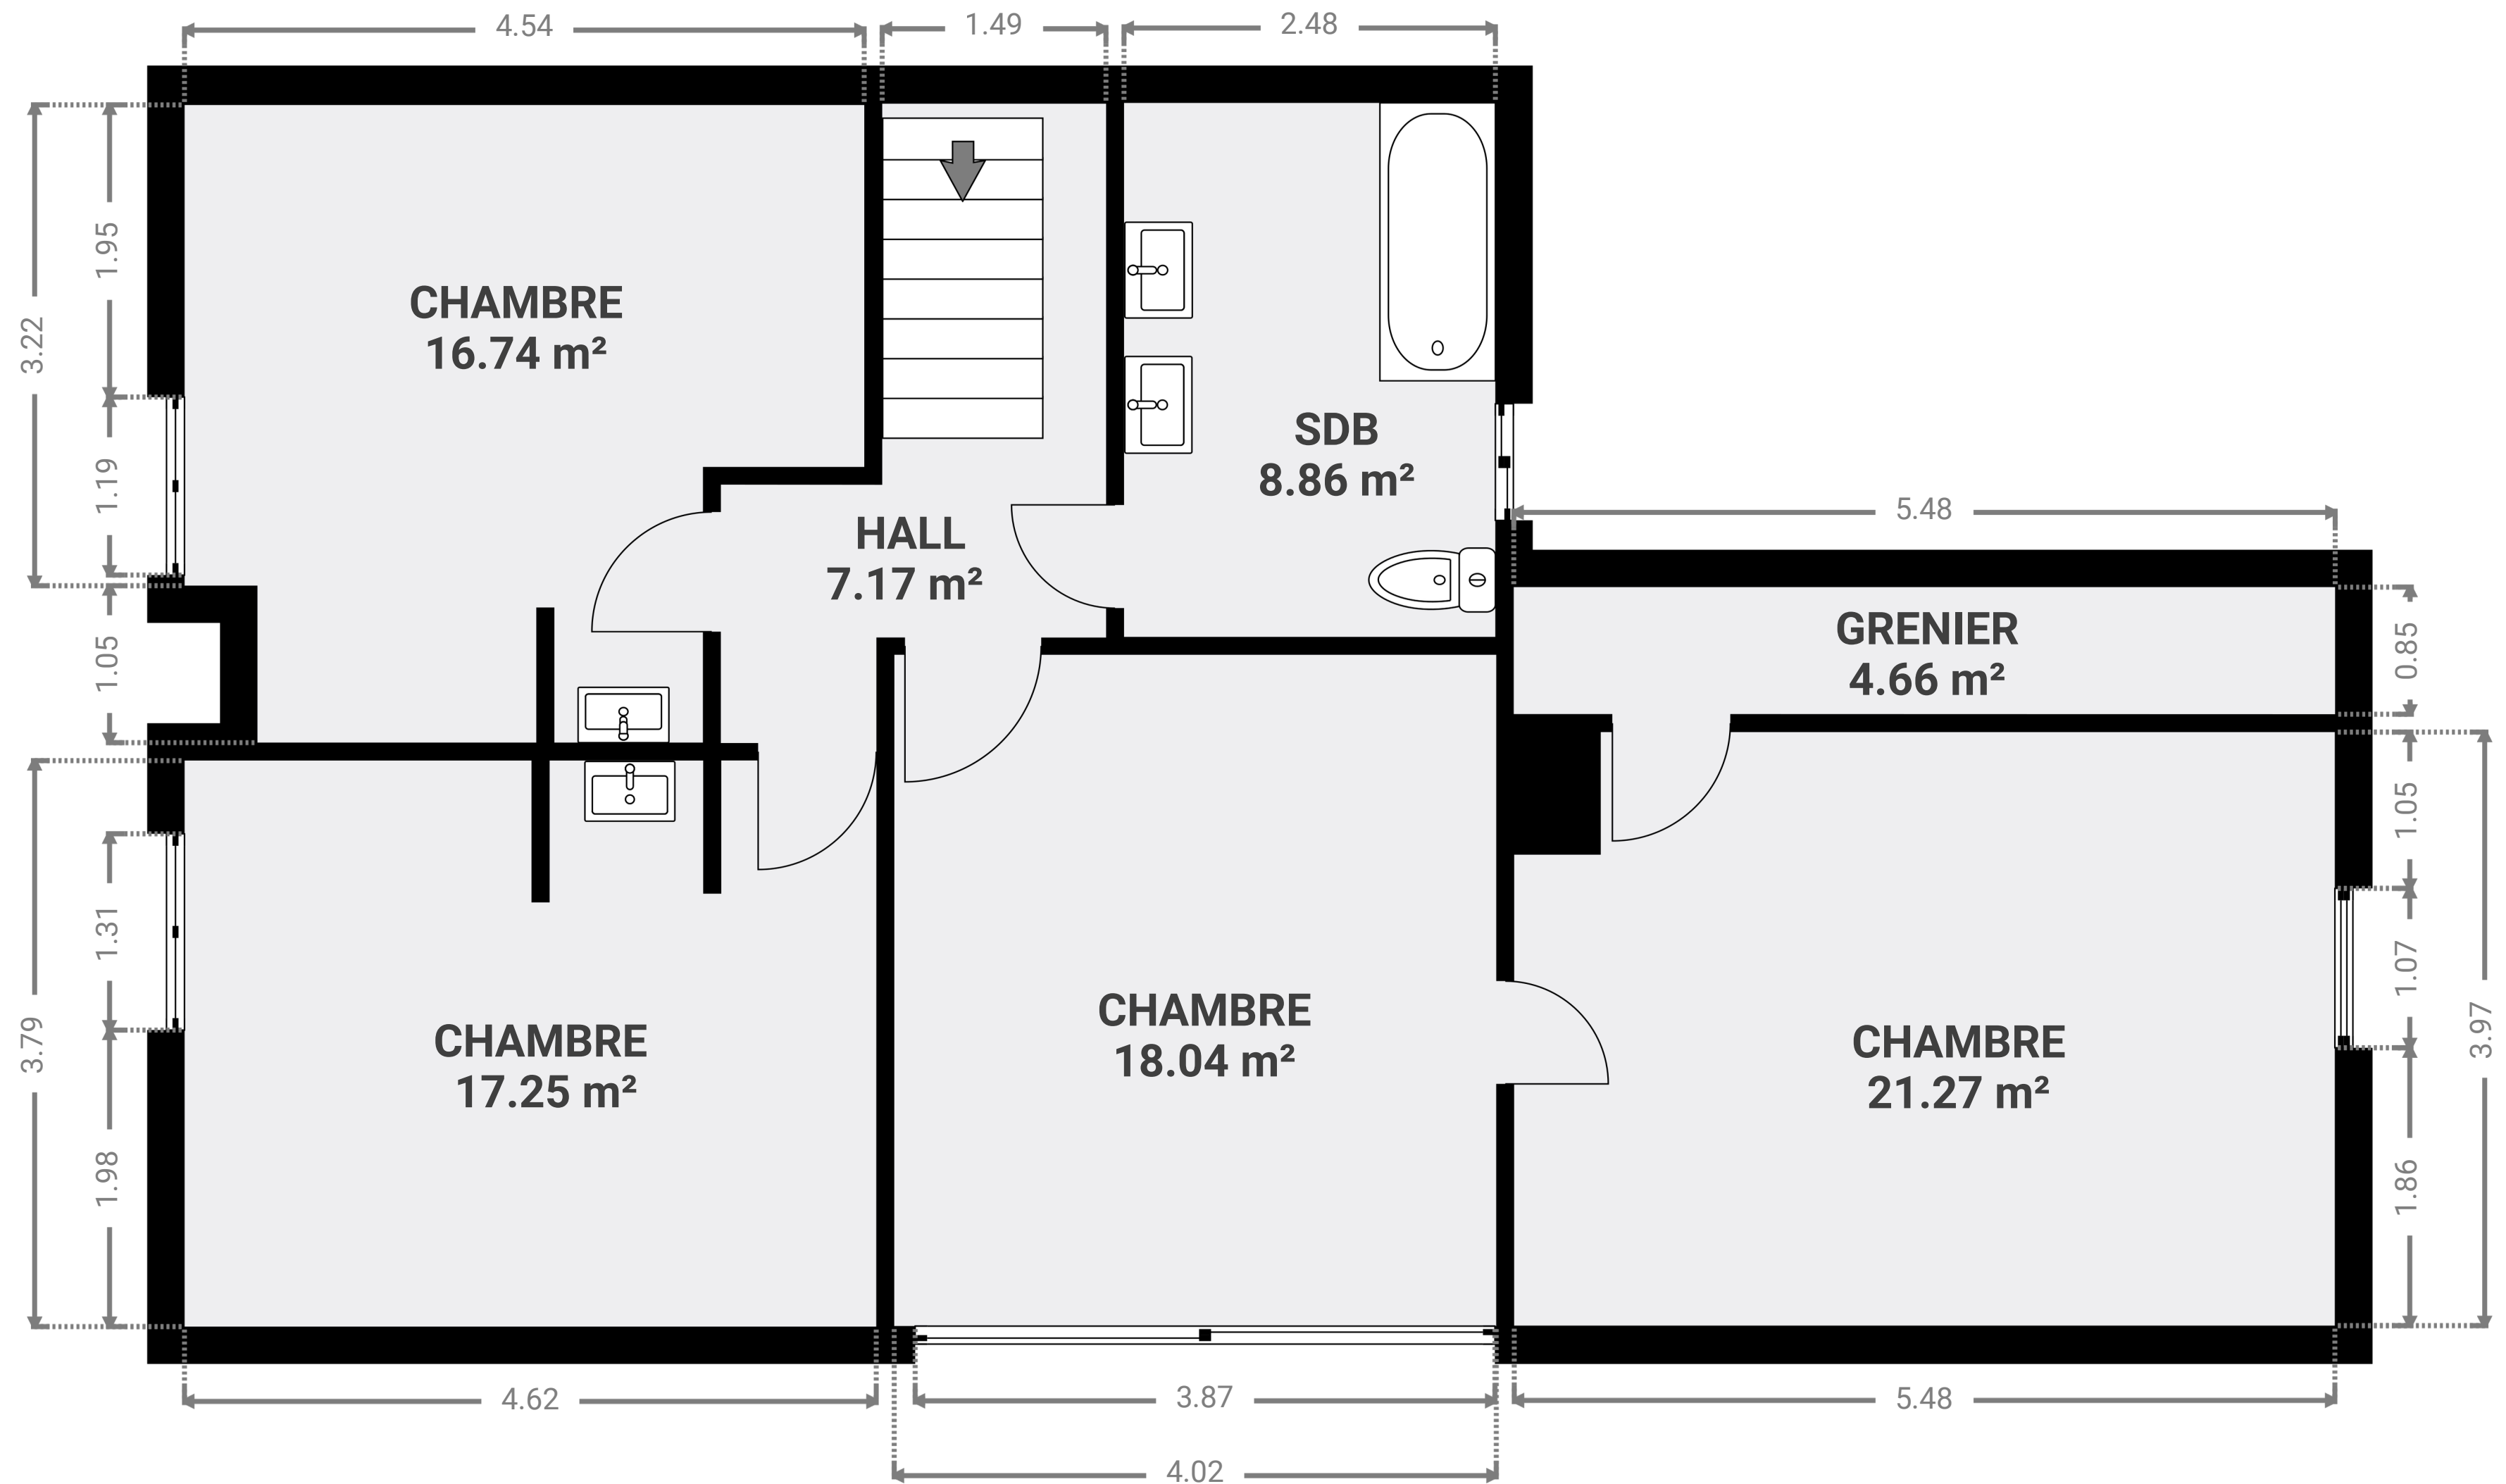 4.54
1.49
2.48
1.95
3.22
CHAMBRE
16.74 m²
SDB
8.86 m²
1.19
5.48
HALL
7.17 m²
GRENIER
4.66 m²
0.85
1.05
1.05
1.31
1.07
3.79
CHAMBRE
17.25 m²
CHAMBRE
18.04 m²
CHAMBRE
21.27 m²
3.97
1.98
1.86
4.62
3.87
5.48
4.02